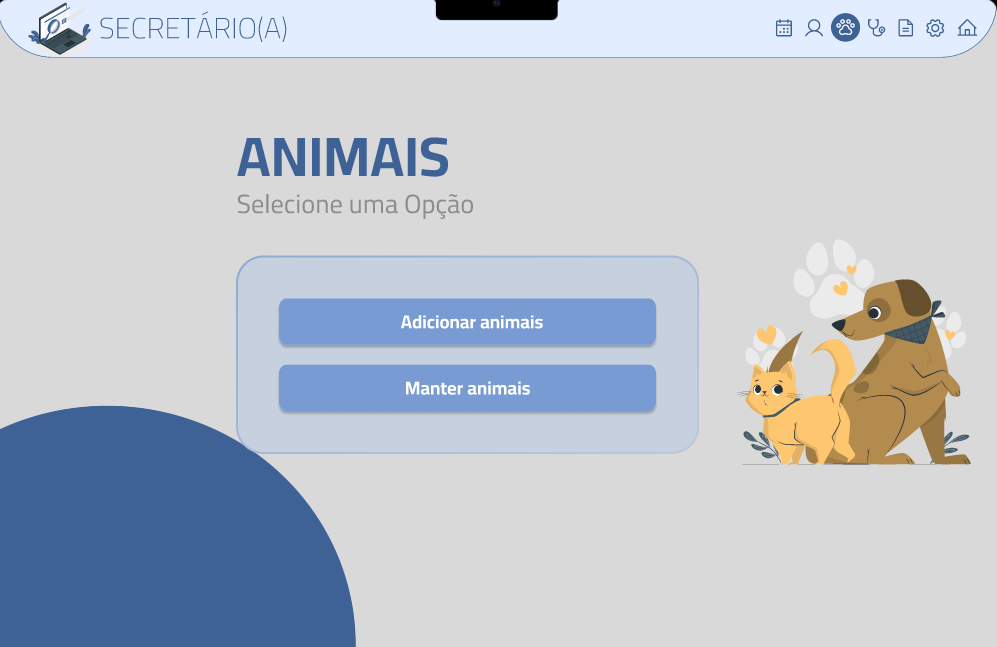 SECRETÁRIO(A)
ANIMAIS
Selecione uma Opção
Adicionar animais
Manter animais